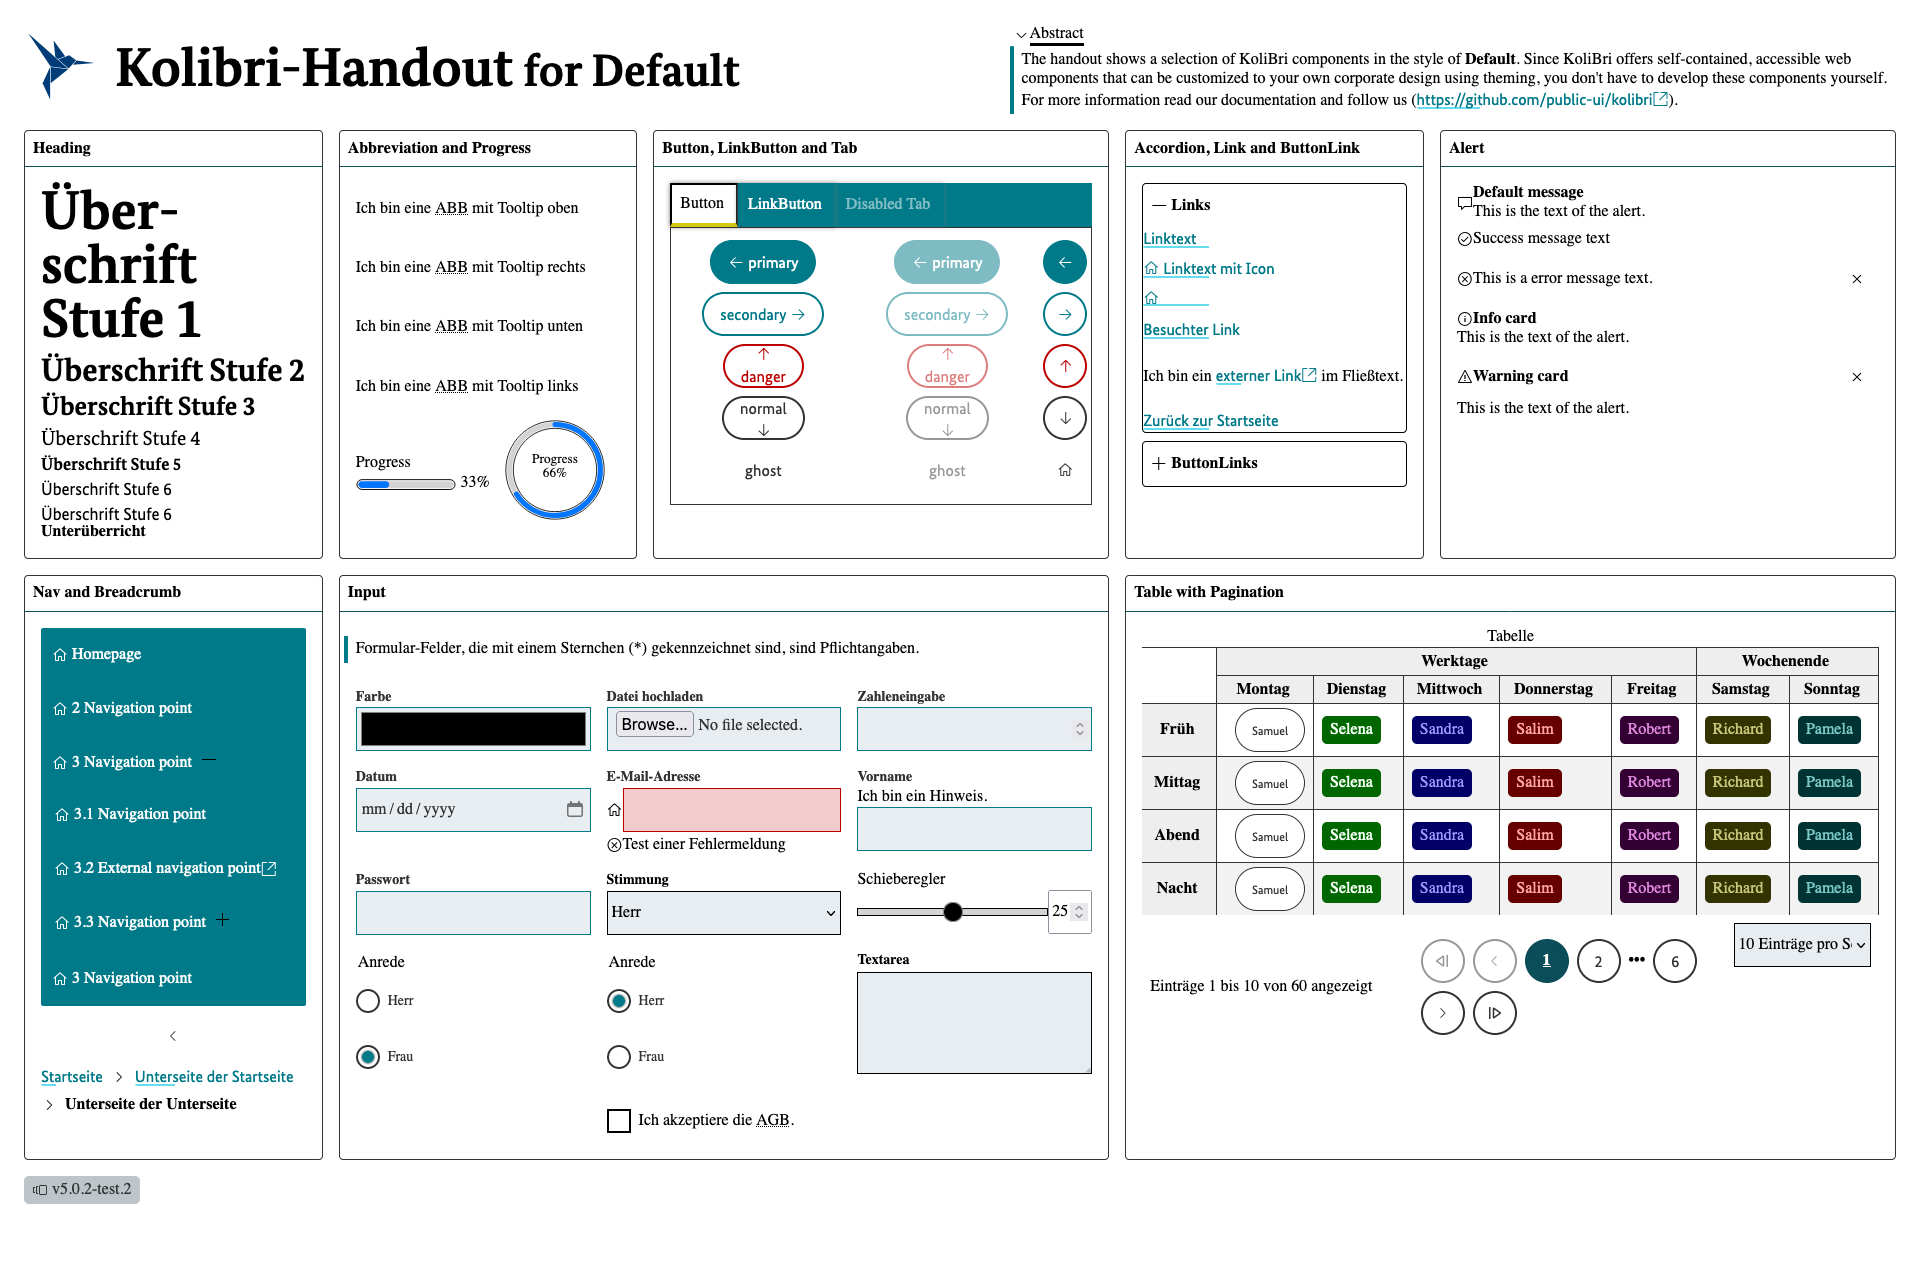 Kolibri-Handout for Default
Abstract
The handout shows a selection of KoliBri components in the style of Default. Since KoliBri offers self-contained, accessible web
components that can be customized to your own corporate design using theming, you don't have to develop these components yourself.
For more information read our documentation and follow us (https://github.com/public-ui/kolibri).
Heading
Über-
schrift
Stufe 1
Überschrift Stufe 2
Überschrift Stufe 3
Überschrift Stufe 4
Überschrift Stufe 5
Überschrift Stufe 6
Überschrift Stufe 6
Unterüberricht
Abbreviation and Progress
Ich bin eine ABB mit Tooltip oben
Ich bin eine ABB mit Tooltip rechts
Ich bin eine ABB mit Tooltip unten
Ich bin eine ABB mit Tooltip links
Progress
33%
Progress
66%
Button, LinkButton and Tab
Button LinkButton Disabled Tab
primary primary
secondary secondary
danger danger
normal normal
ghost ghost
Accordion, Link and ButtonLink
Links
Linktext
Linktext mit Icon
Besuchter Link
Ich bin ein externer Link im Fließtext.
Zurück zur Startseite
ButtonLinks
Alert
Default message
This is the text of the alert.
Success message text
This is a error message text.
Info card
This is the text of the alert.
Warning card
This is the text of the alert.
Nav and Breadcrumb
Homepage
2 Navigation point
3 Navigation point
3.1 Navigation point
3.2 External navigation point
3.3 Navigation point
3 Navigation point
Startseite Unterseite der Startseite
Unterseite der Unterseite
Input
Formular-Felder, die mit einem Sternchen (*) gekennzeichnet sind, sind Pflichtangaben.
Farbe
Datei hochladen
Browse... No file selected.
Zahleneingabe
Datum
mm/dd/yyyy
E-Mail-Adresse
Test einer Fehlermeldung
Vorname
Ich bin ein Hinweis.
Passwort
Stimmung
Herr
Schieberegler
25
Anrede
Herr
Frau
Anrede
Herr
Frau
Textarea
Ich akzeptiere die AGB.
Table with Pagination
Tabelle
Werktage Wochenende
Montag Dienstag Mittwoch Donnerstag Freitag Samstag Sonntag
Früh Samuel Selena Sandra Salim Robert Richard Pamela
Mittag Samuel Selena Sandra Salim Robert Richard Pamela
Abend Samuel Selena Sandra Salim Robert Richard Pamela
Nacht Samuel Selena Sandra Salim Robert Richard Pamela
Einträge 1 bis 10 von 60 angezeigt
1 2 ••• 6
10 Einträge pro S
v5.0.2-test.2